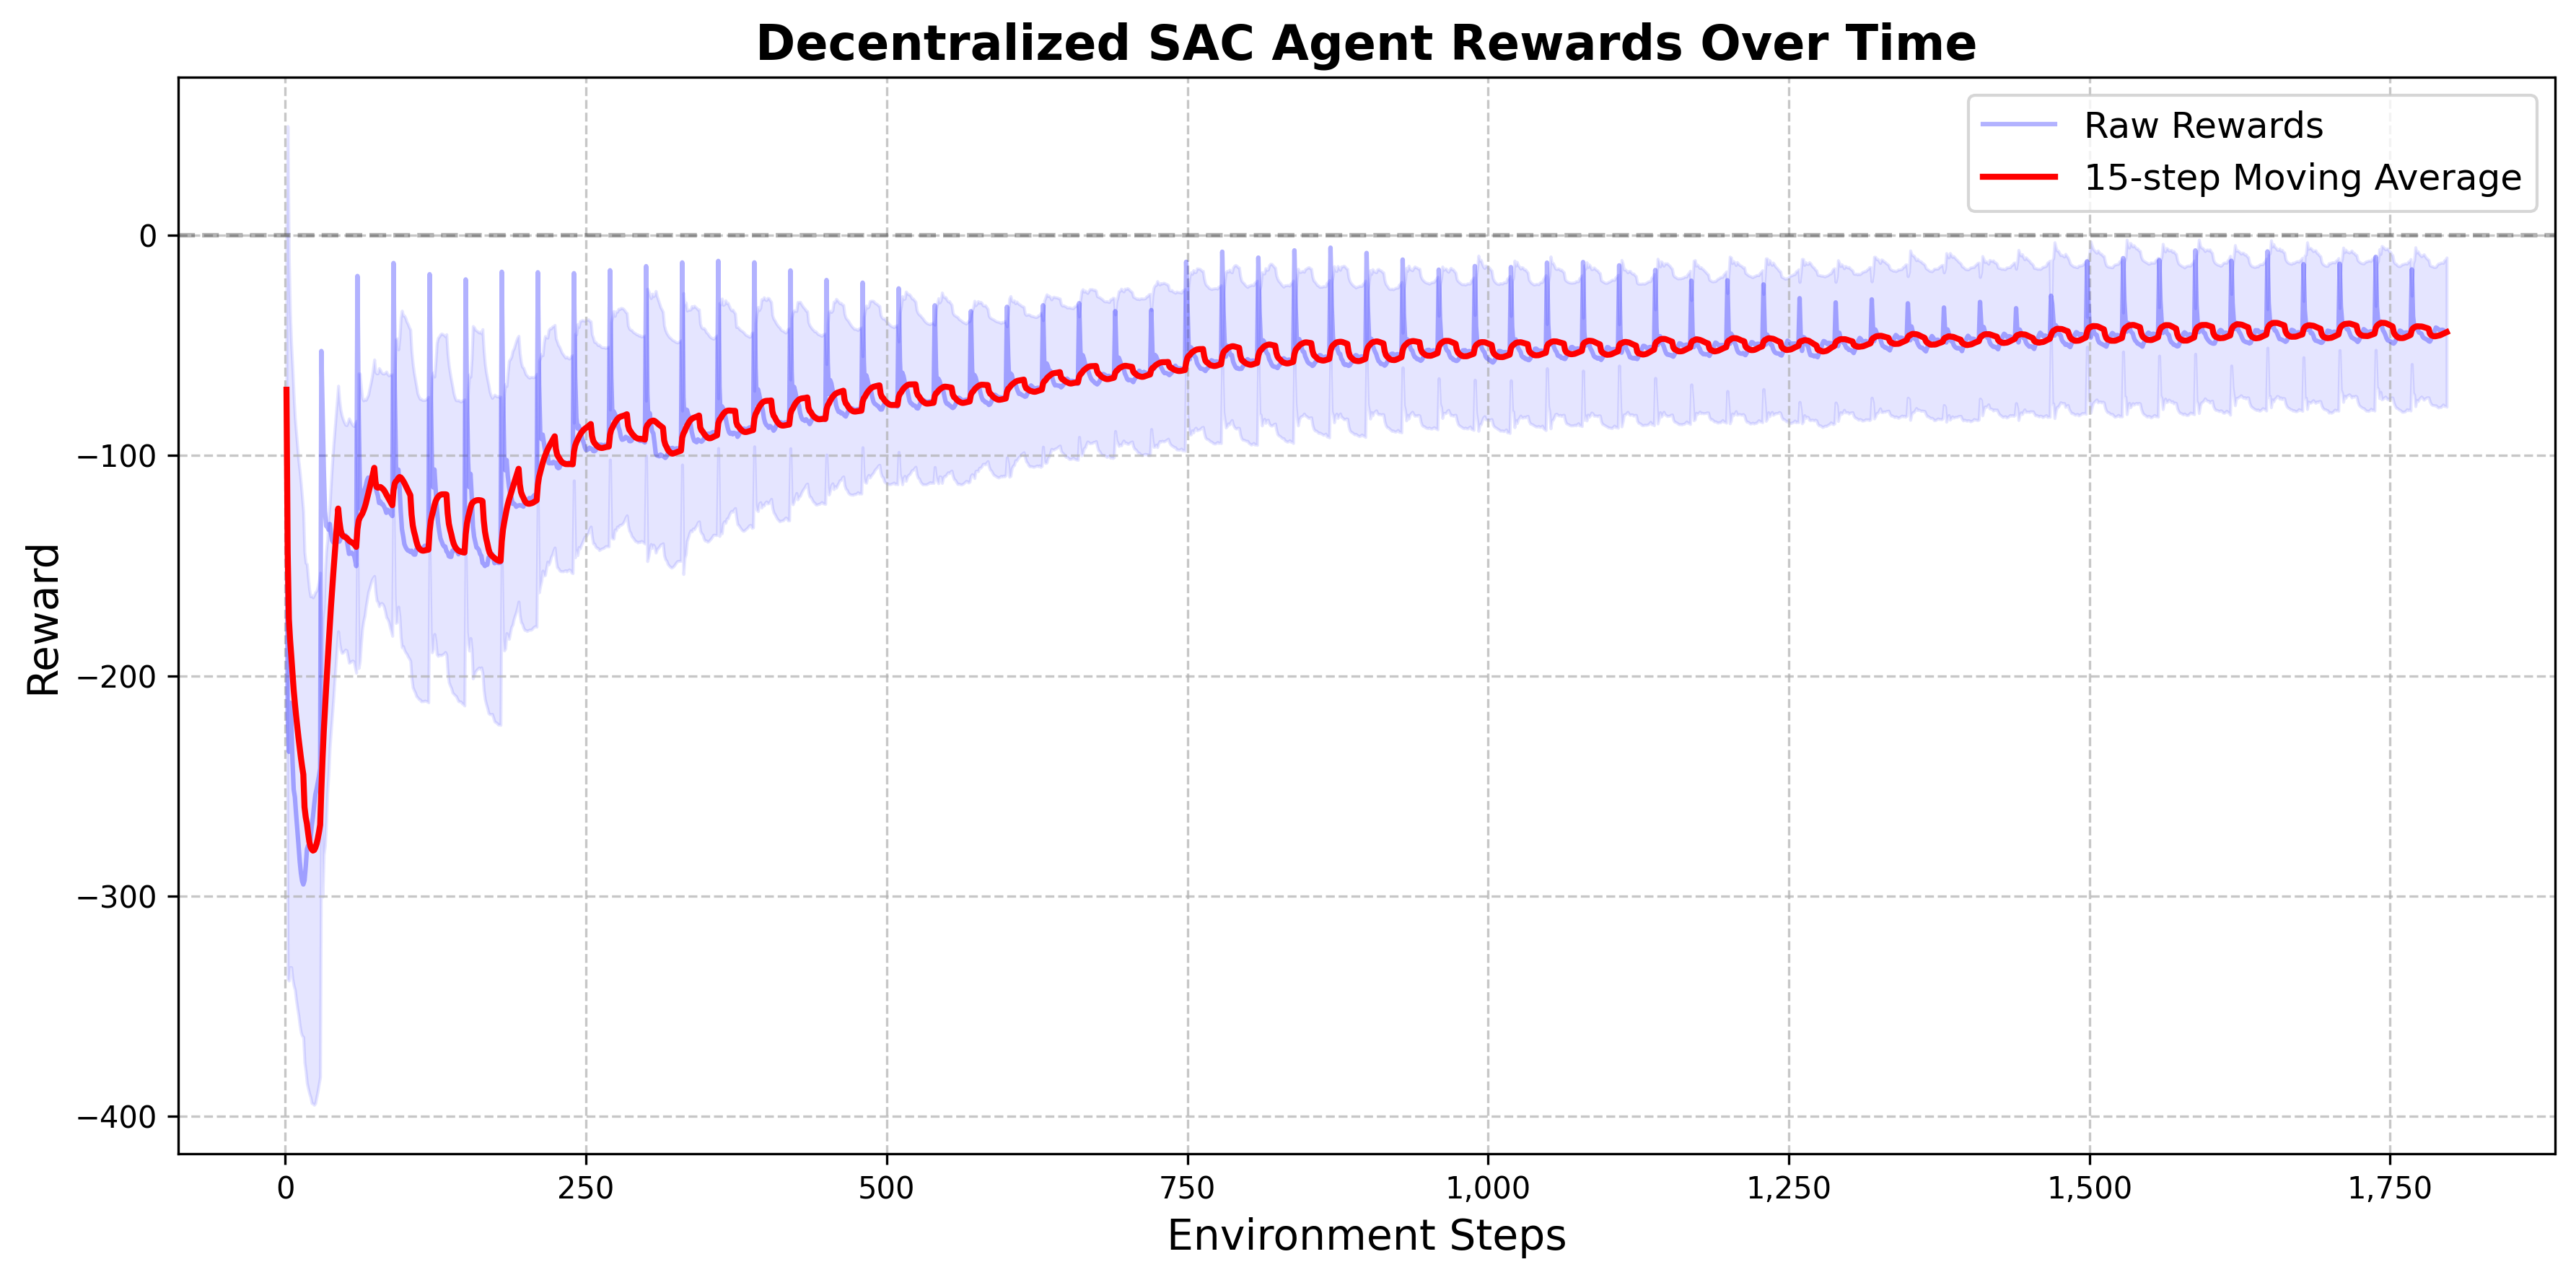 Decentralized SAC Agent Rewards Over Time
Raw Rewards
15-step Moving Average
Reward
0
−100
−200
−300
−400
0
250
500
750
1,000
1,250
1,500
1,750
Environment Steps